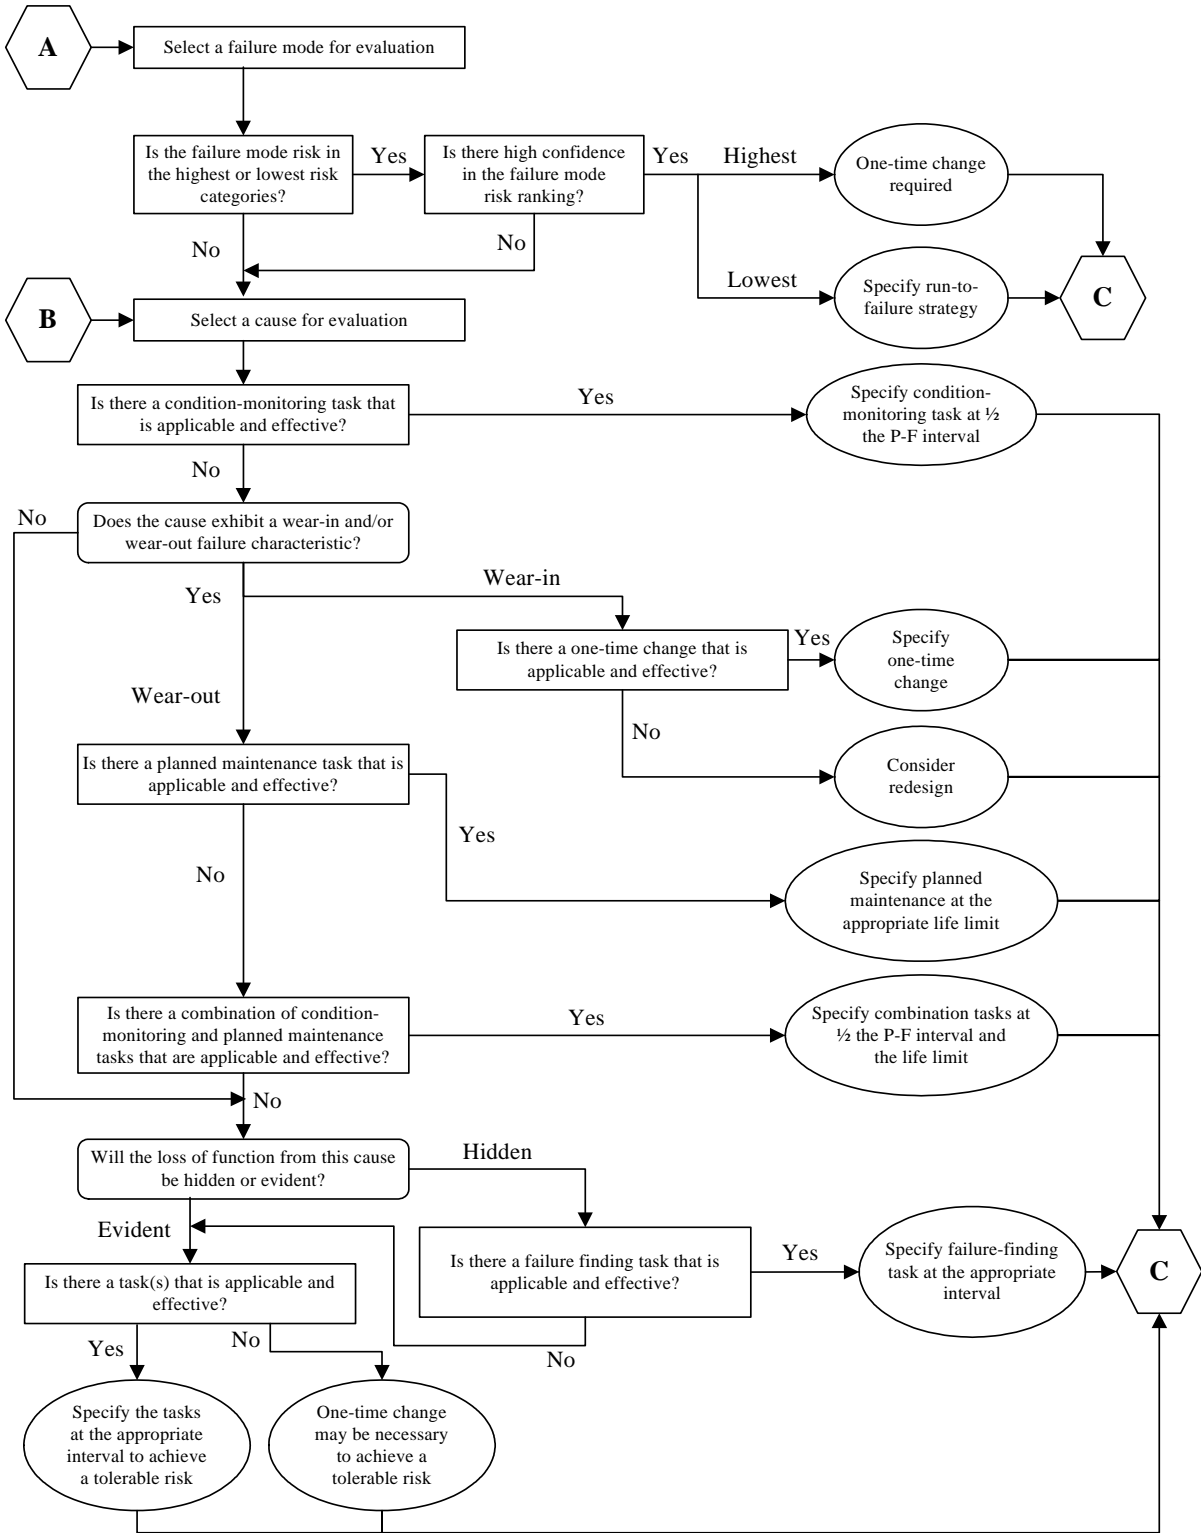 A
Select a failure mode for evaluation
Is the failure mode risk in
the highest or lowest risk
categories?
Yes
Is there high confidence
in the failure mode
risk ranking?
Yes
Highest
One-time change
required
No
No
Lowest
Specify run-to-
failure strategy
C
B
Select a cause for evaluation
Is there a condition-monitoring task that
is applicable and effective?
Yes
Specify condition-
monitoring task at ½
the P-F interval
No
No
Does the cause exhibit a wear-in and/or
wear-out failure characteristic?
Yes
Wear-in
Is there a one-time change that is
applicable and effective?
Yes
Specify
one-time
change
Wear-out
No
Consider
redesign
Is there a planned maintenance task that is
applicable and effective?
Yes
No
Specify planned
maintenance at the
appropriate life limit
Is there a combination of condition-
monitoring and planned maintenance
tasks that are applicable and effective?
Yes
Specify combination tasks at
½ the P-F interval and
the life limit
No
Will the loss of function from this cause
be hidden or evident?
Hidden
Evident
Is there a failure finding task that is
applicable and effective?
Yes
Specify failure-finding
task at the appropriate
interval
C
Is there a task(s) that is applicable and
effective?
Yes
No
No
Specify the tasks
at the appropriate
interval to achieve
a tolerable risk
One-time change
may be necessary
to achieve a
tolerable risk